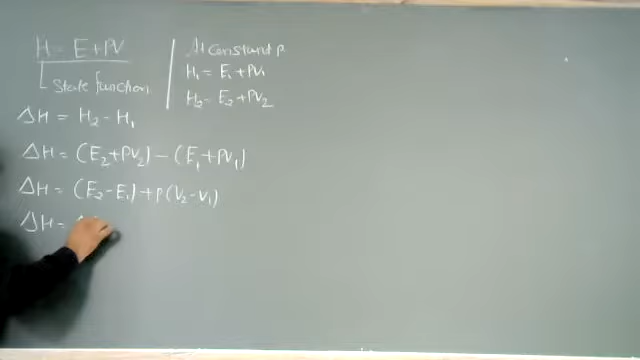 H = E+PV
State function
At constant P
H₁ = E₁+PV₁
H₂ = E₂+PV₂
ΔH = H₂ - H₁
ΔH = (E₂+PV₂) - (E₁+PV₁)
ΔH = (E₂-E₁) + P(V₂-V₁)
ΔH =